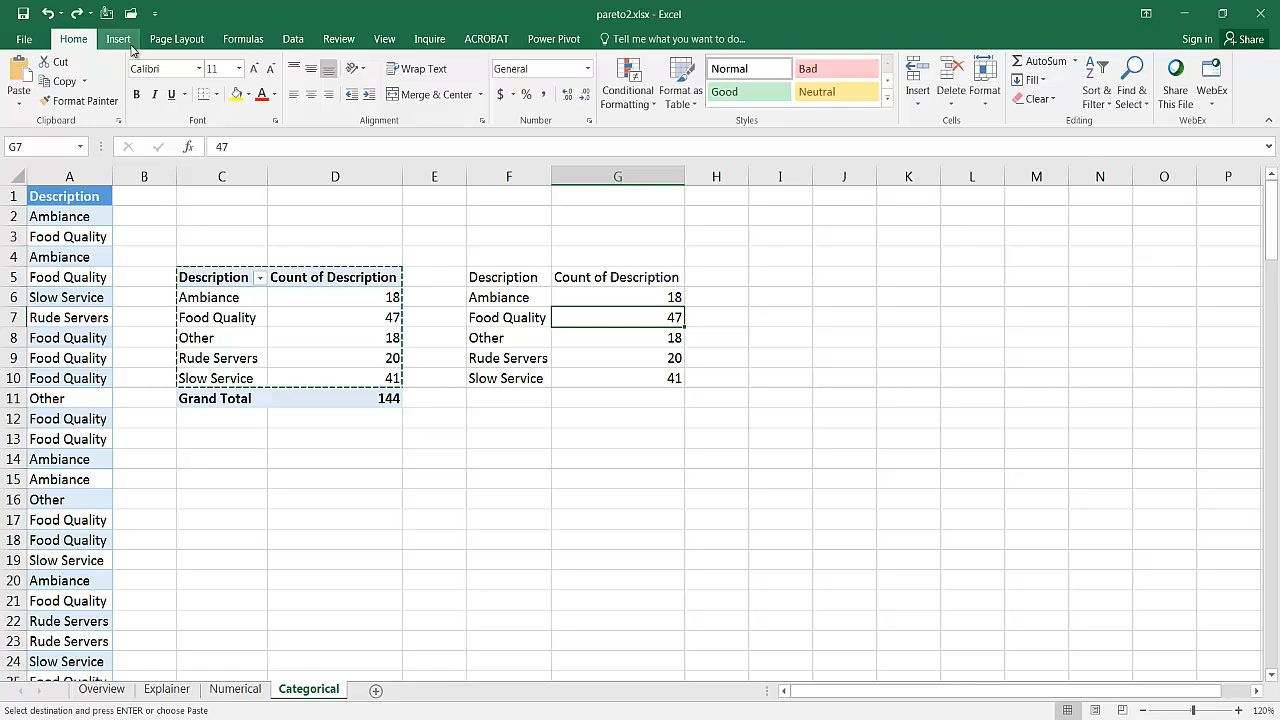 pareto2.xlsx - Excel
File Home Insert Page Layout Formulas Data Review View Inquire ACROBAT Power Pivot Tell me what you want to do... Sign in Share
Paste Cut Copy Format Painter Clipboard
Calibri 11 A A B I U A Font
Wrap Text Merge & Center Alignment
General $ % , Number
Conditional Formatting Format as Table Normal Bad Good Neutral Styles
Insert Delete Format Cells
AutoSum Fill Clear Sort & Filter Find & Select Editing
Share This File WebEx WebEx
G7 fx 47
A B C D E F G H I J K L M N O P
1 Description
2 Ambiance
3 Food Quality
4 Ambiance
5 Food Quality Description Count of Description Description Count of Description
6 Slow Service Ambiance 18 Ambiance 18
7 Rude Servers Food Quality 47 Food Quality 47
8 Food Quality Other 18 Other 18
9 Food Quality Rude Servers 20 Rude Servers 20
10 Food Quality Slow Service 41 Slow Service 41
11 Other Grand Total 144
12 Food Quality
13 Food Quality
14 Ambiance
15 Ambiance
16 Other
17 Food Quality
18 Food Quality
19 Slow Service
20 Ambiance
21 Food Quality
22 Rude Servers
23 Rude Servers
24 Slow Service
Overview Explainer Numerical Categorical
Select destination and press ENTER or choose Paste 120%